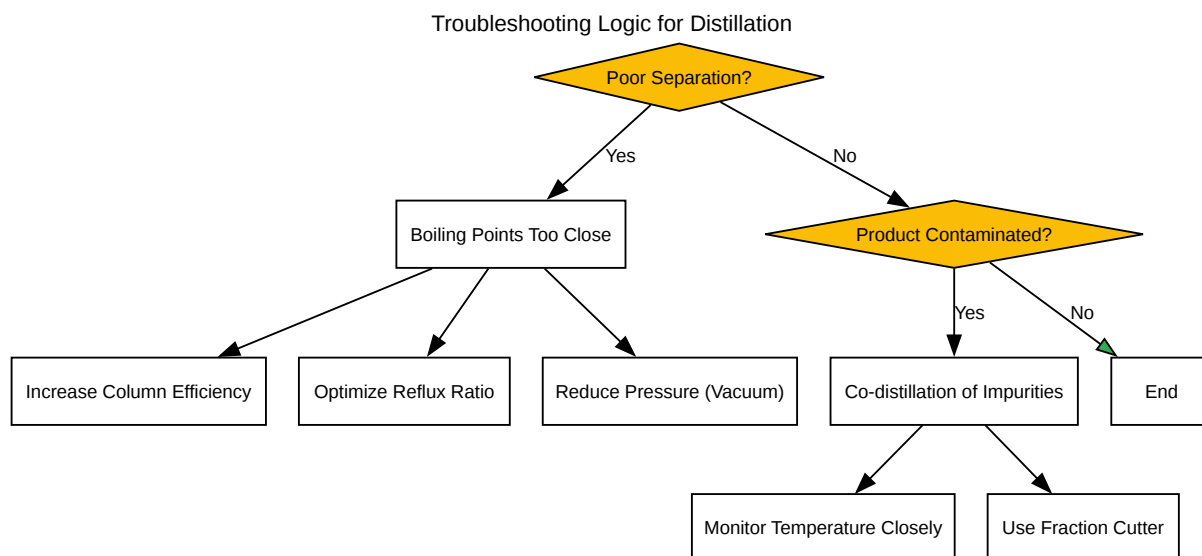 Troubleshooting Logic for Distillation
Poor Separation?
Yes
No
Boiling Points Too Close
Product Contaminated?
Yes
No
Increase Column Efficiency
Optimize Reflux Ratio
Reduce Pressure (Vacuum)
Co-distillation of Impurities
End
Monitor Temperature Closely
Use Fraction Cutter